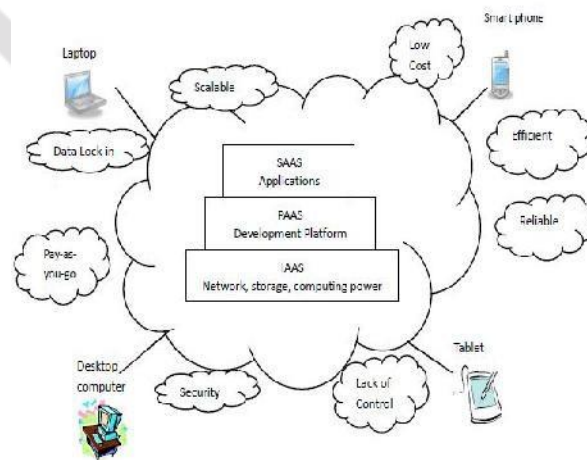 Smart phone
Low
Cost
Laptop
Scalable
Efficient
Data Lock in
SAAS
Applications
Reliable
PAAS
Development Platform
Pay-as-
you-go
IAAS
Network, storage, computing power
Tablet
Desktop
computer
Security
Lack of
Control